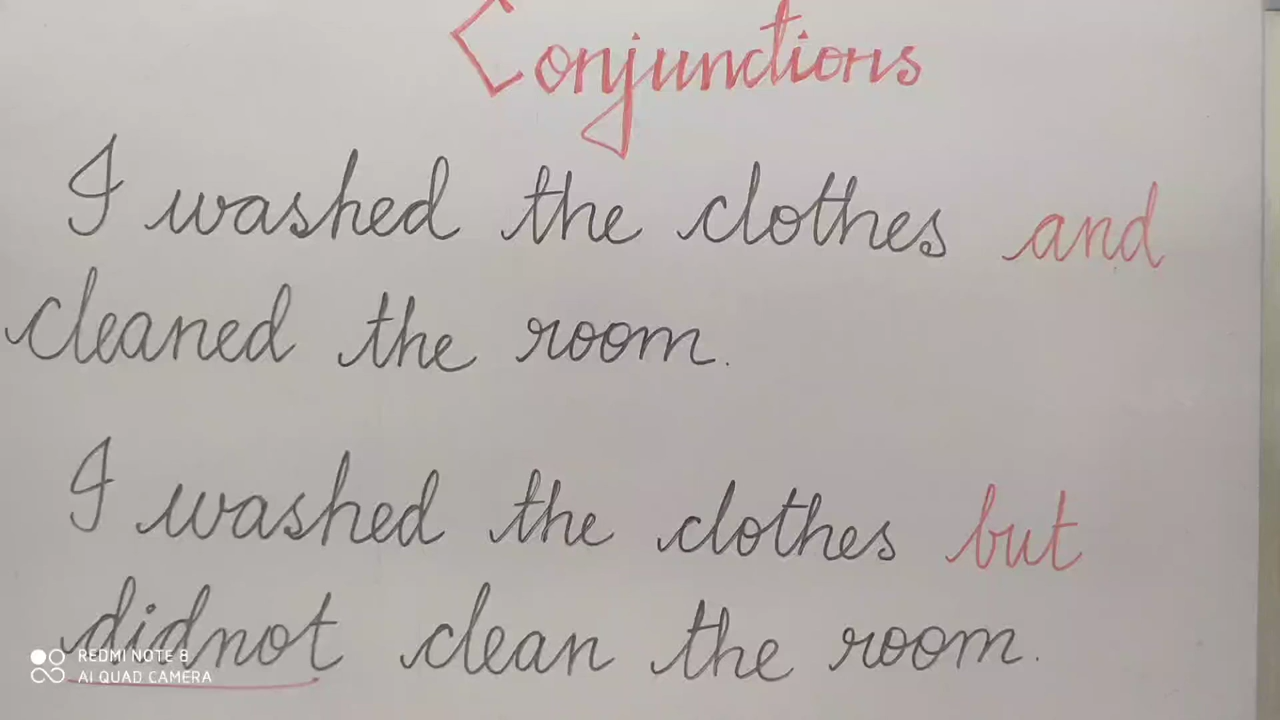 Conjunctions
I washed the clothes and
cleaned the room.
I washed the clothes but
didnot clean the room.
REDMI NOTE 8
AI QUAD CAMERA